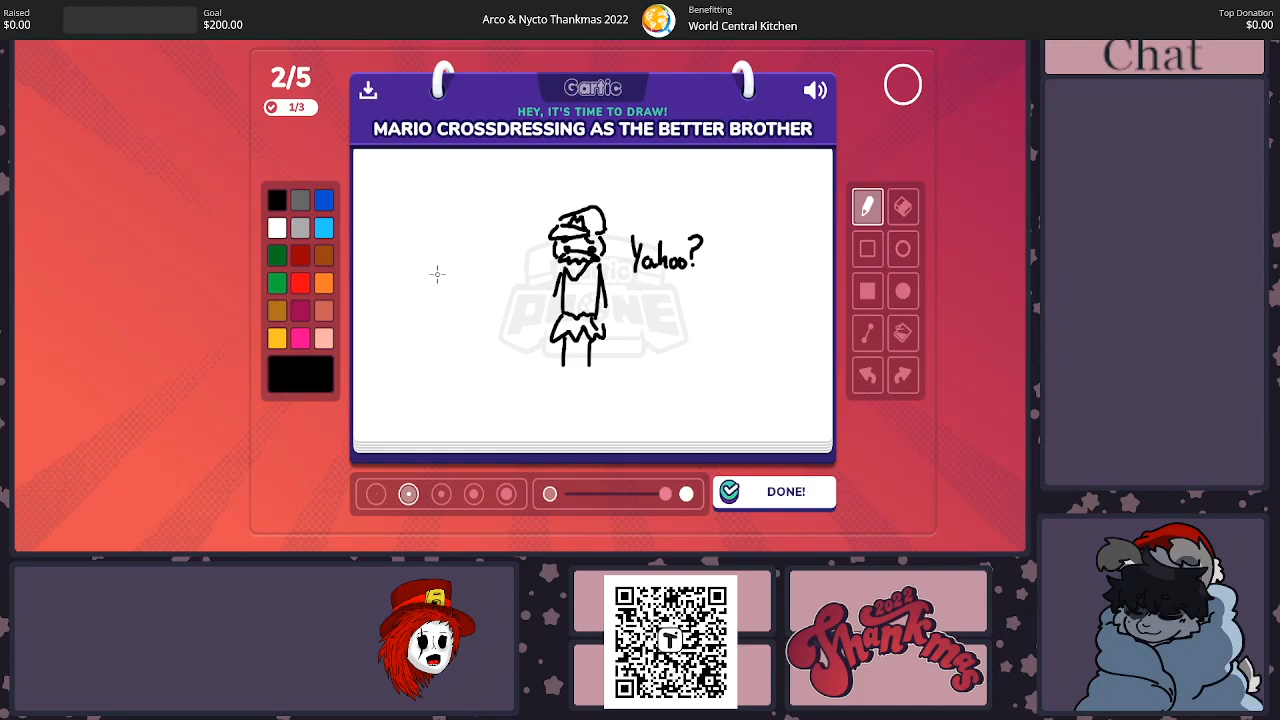 Raised
$0.00
Goal
$200.00
Arco & Nycto Thankmas 2022
Benefitting
World Central Kitchen
Top Donation
$0.00
Chat
2/5
1/3
Gartic
HEY, IT'S TIME TO DRAW!
MARIO CROSSDRESSING AS THE BETTER BROTHER
M
Yahoo?
Gartic
PHONE
DONE!
T
2022
Thankmas